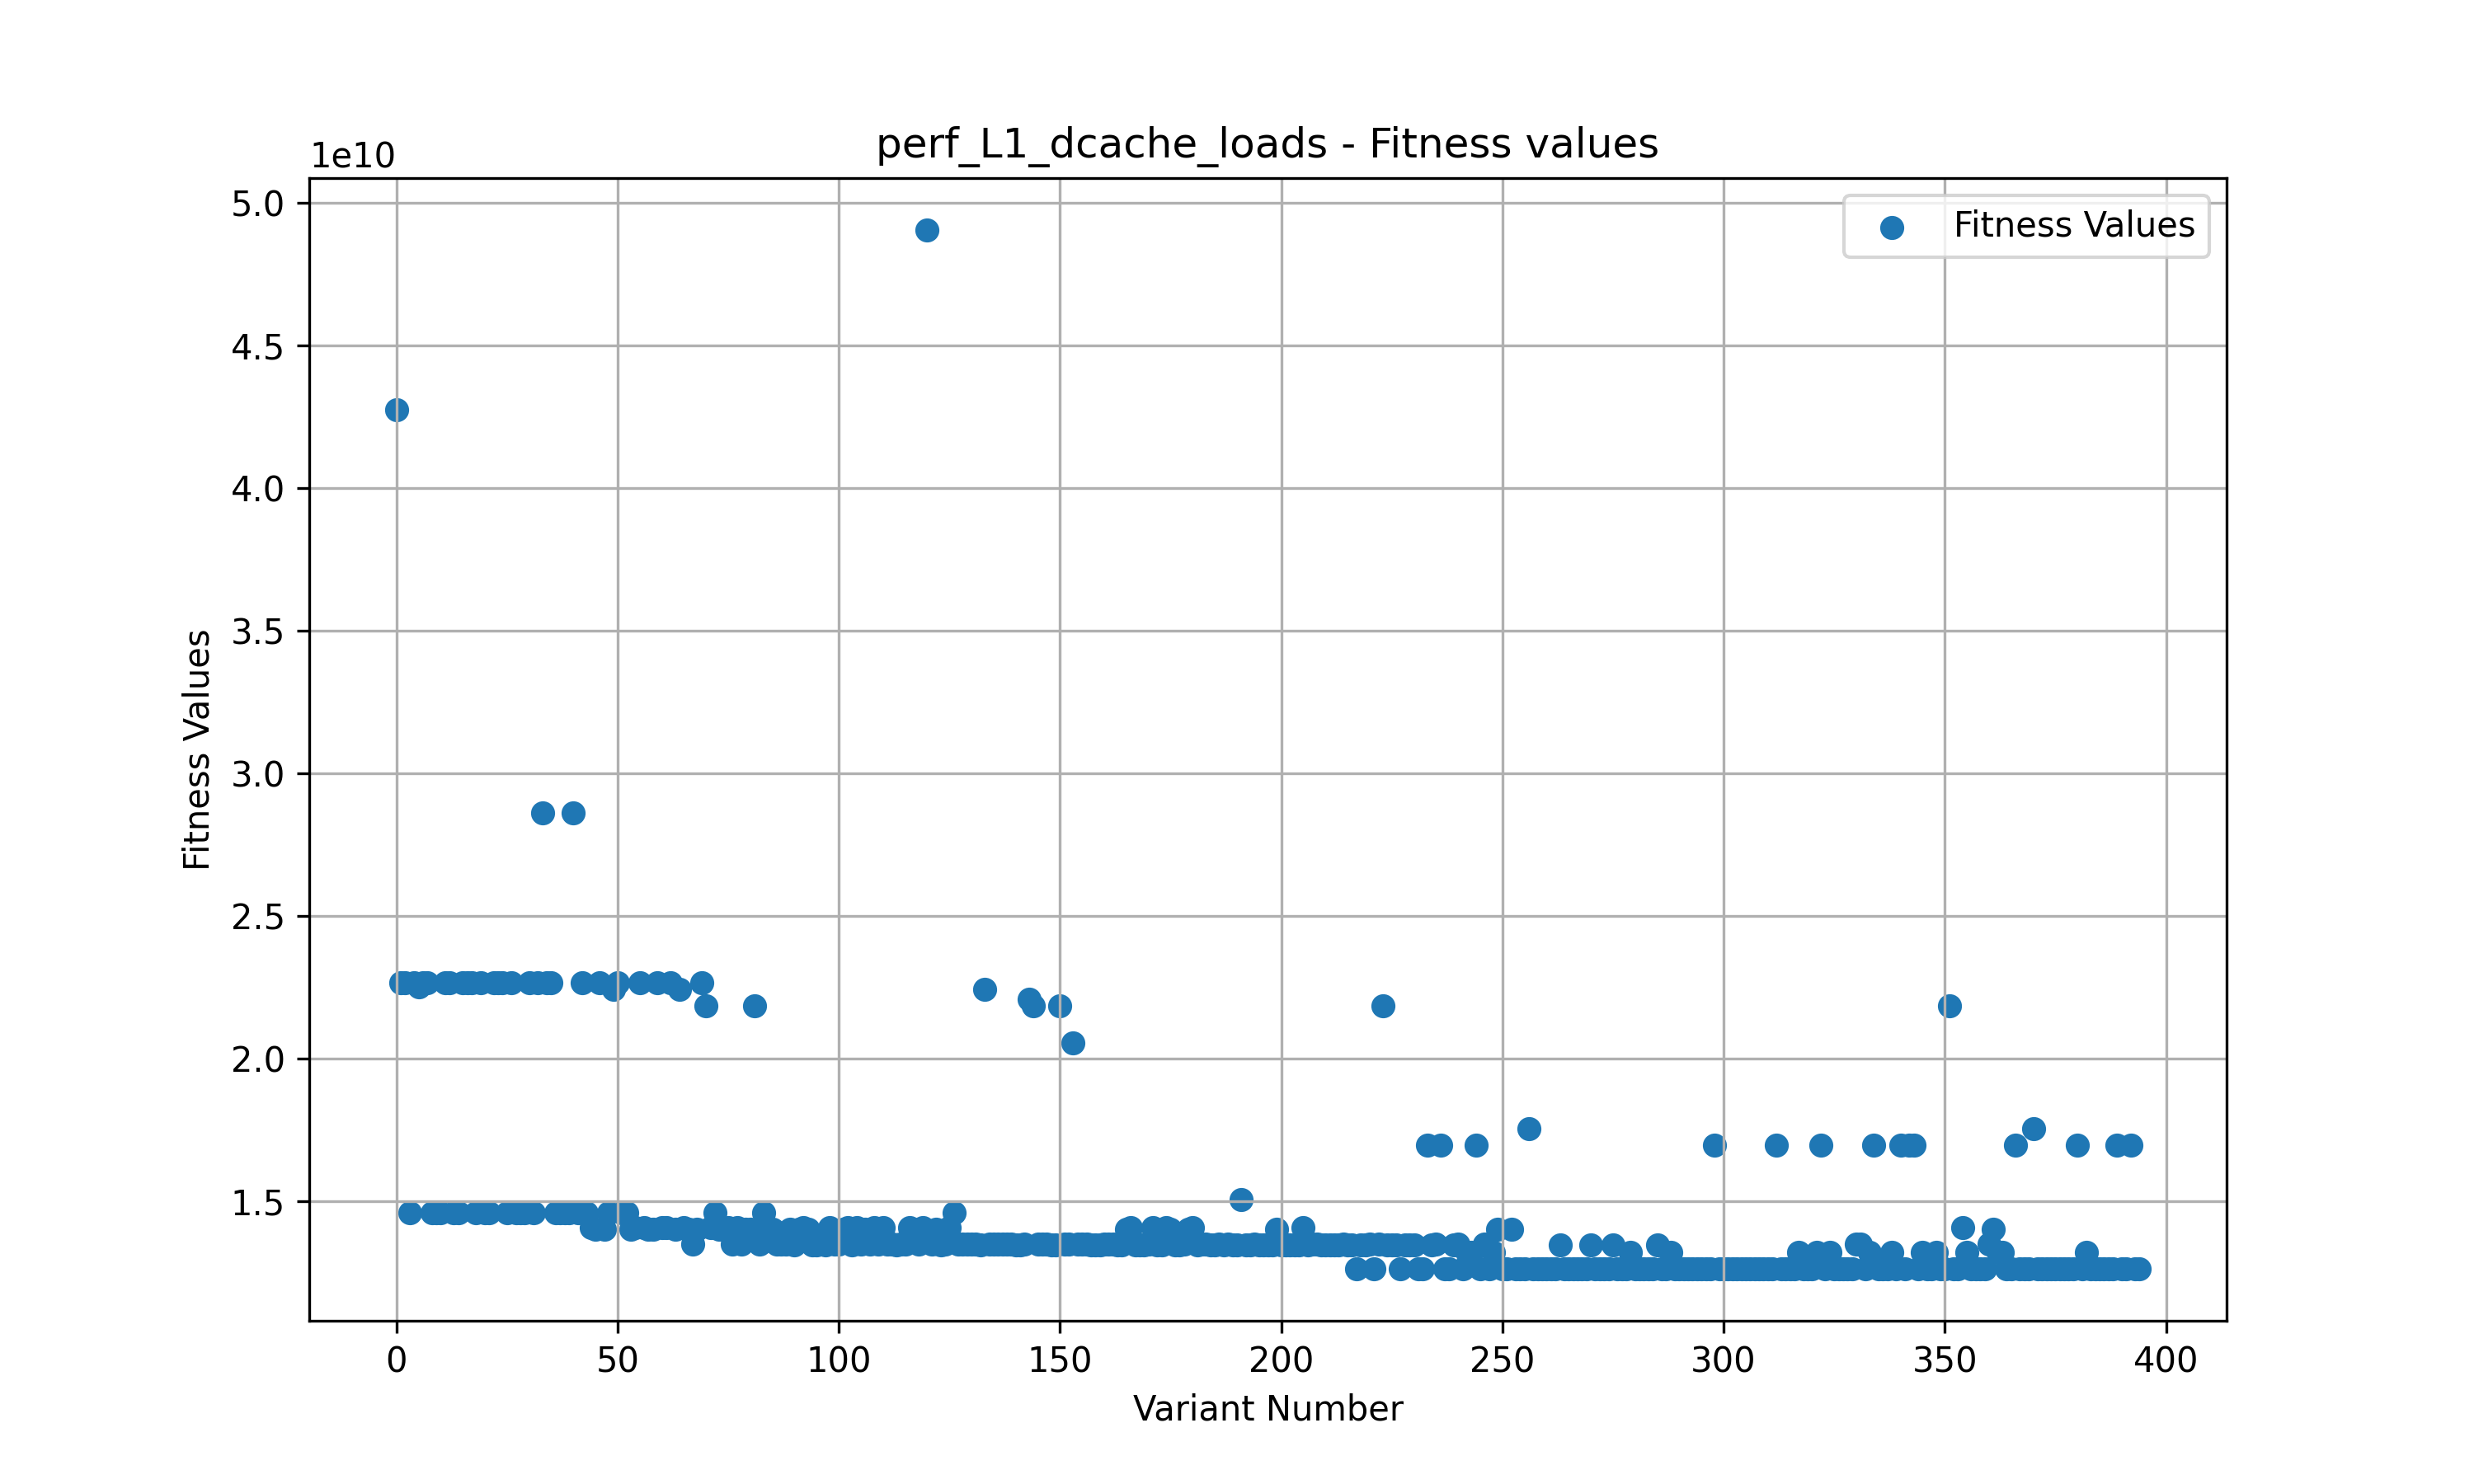 perf_L1_dcache_loads - Fitness values
1e10
5.0
4.5
4.0
3.5
3.0
2.5
2.0
1.5
Fitness Values
Fitness Values
0 50 100 150 200 250 300 350 400
Variant Number